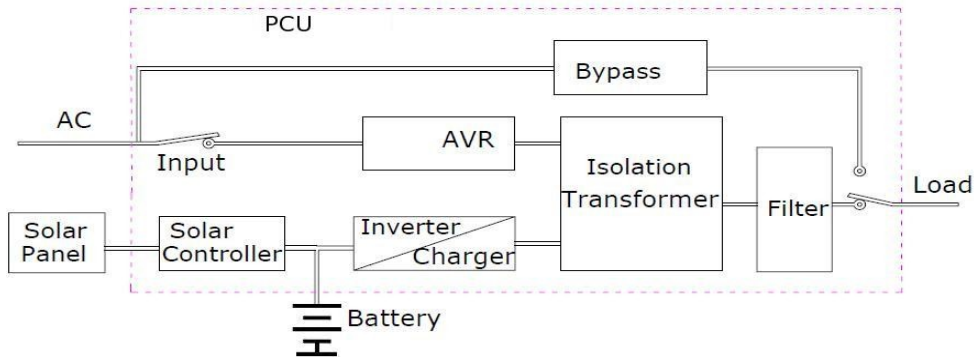 PCU
Bypass
AC
Input
AVR
Isolation
Transformer
Filter
Load
Solar
Panel
Solar
Controller
Inverter
Charger
Battery